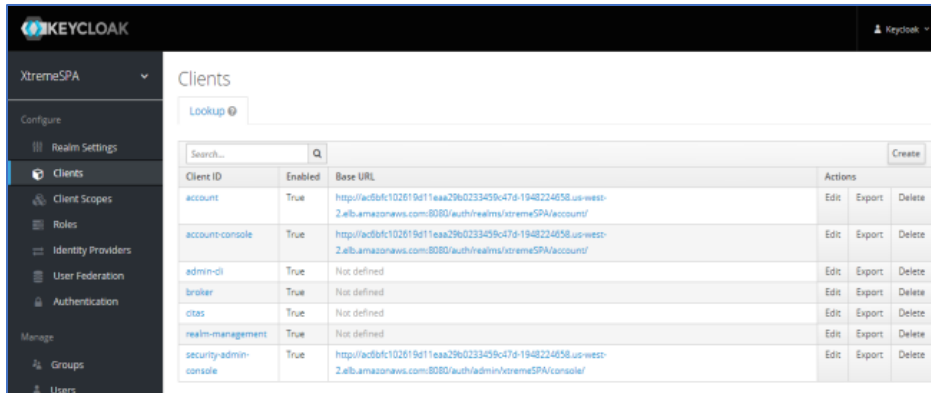 KEYCLOAK
Keycloak
XtremeSPA
Clients
Lookup
Configure
Realm Settings
Search...
Create
Client ID Enabled Base URL Actions
Clients
account True http://ac6bfc102619d11eaa29b0233459c47d-1948224658.us-west-
2.elb.amazonaws.com:8080/auth/realms/xtremeSPA/account/ Edit Export Delete
Client Scopes
Roles
account-console True http://ac6bfc102619d11eaa29b0233459c47d-1948224658.us-west-
2.elb.amazonaws.com:8080/auth/realms/xtremeSPA/account/ Edit Export Delete
Identity Providers
admin-cli True Not defined Edit Export Delete
User Federation
broker True Not defined Edit Export Delete
Authentication
citas True Not defined Edit Export Delete
Manage
realm-management True Not defined Edit Export Delete
Groups
security-admin- True http://ac6bfc102619d11eaa29b0233459c47d-1948224658.us-west- Edit Export Delete
console 2.elb.amazonaws.com:8080/auth/admin/xtremeSPA/console/
Users